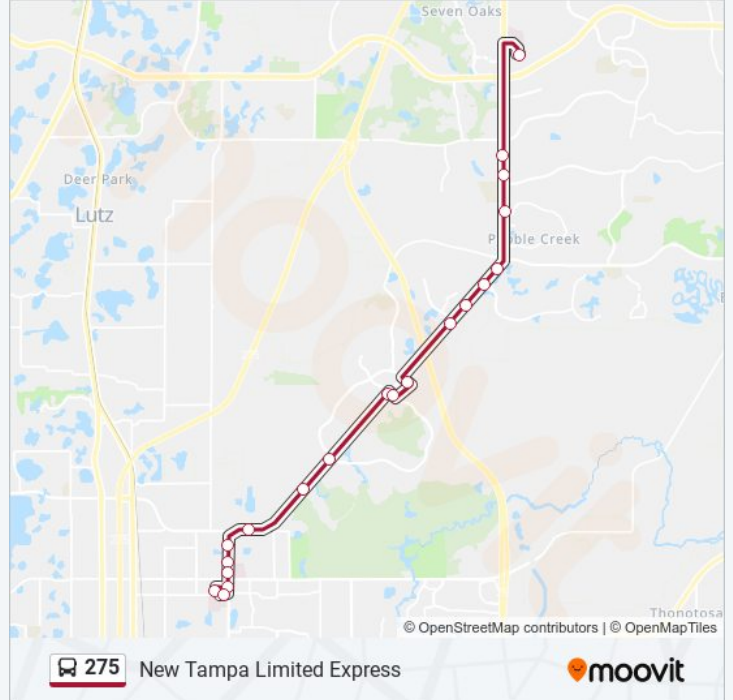 Seven Oaks
Deer Park
Lutz
Pebble Creek
Thonotosa
© OpenStreetMap contributors | © OpenMapTiles
275 New Tampa Limited Express
moovit